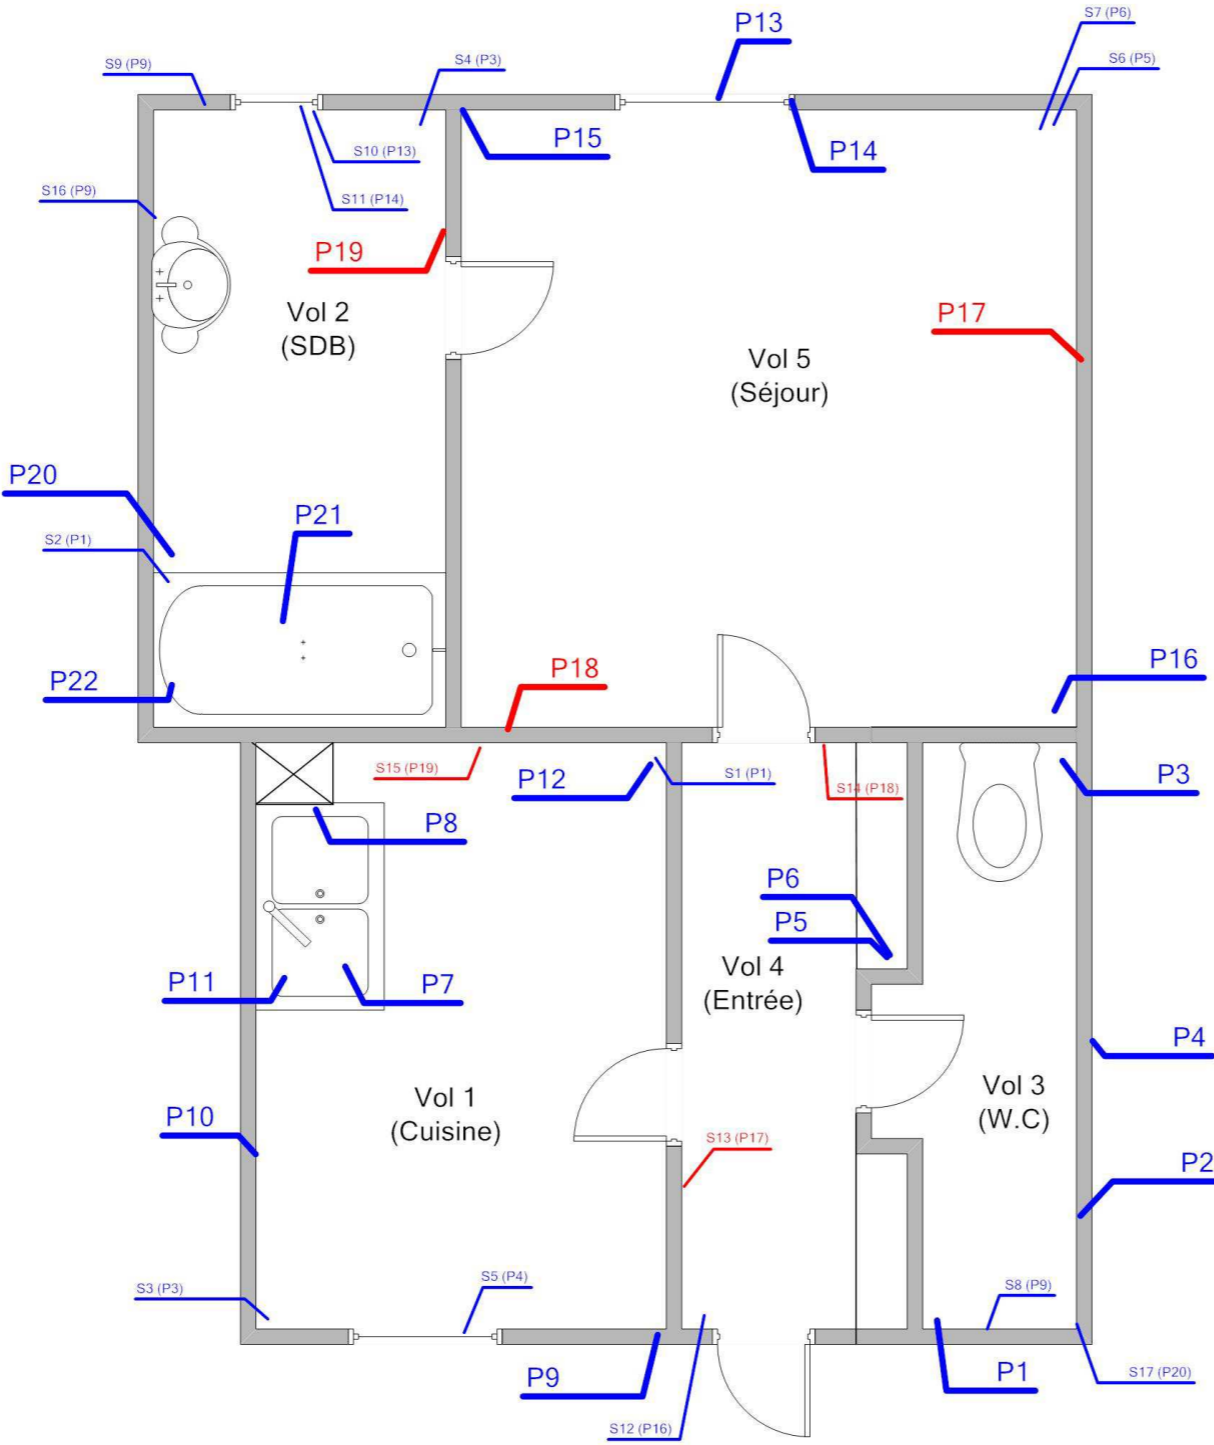 S7 (P6)
P13
S6 (P5)
S4 (P3)
S9 (P9)
P15
P14
S10 (P13)
S16 (P9)
S11 (P14)
P19
P17
Vol 2
(SDB)
Vol 5
(Séjour)
P20
P21
S2 (P1)
P22
P18
P16
S15 (P19)
P12
S1 (P1)
S14 (P18)
P3
P8
P6
P5
P11
P7
Vol 4
(Entrée)
P4
Vol 1
(Cuisine)
Vol 3
(W.C)
P10
S13 (P17)
P2
S3 (P3)
S5 (P4)
S8 (P9)
P9
P1
S17 (P20)
S12 (P16)